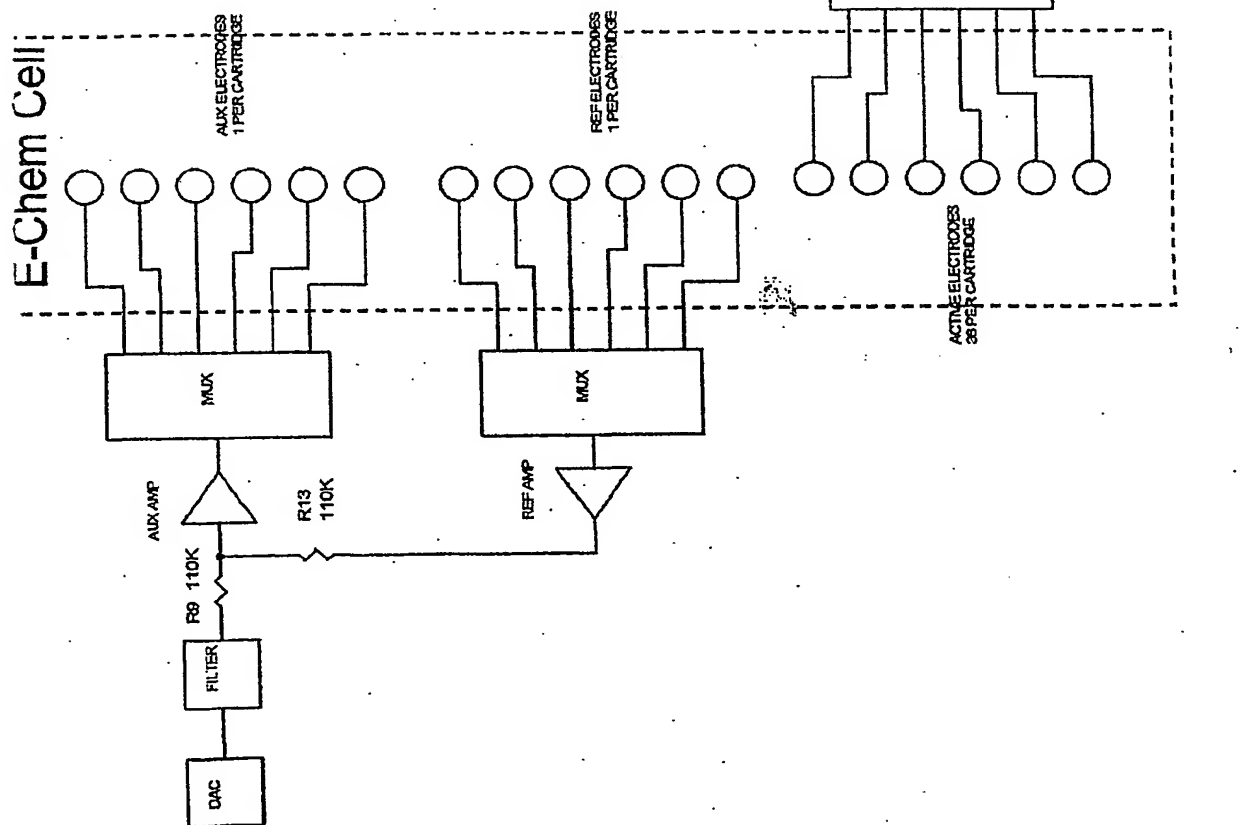 E-Chem Cell
AUX ELECTRODES
1 PER CARTRIDGE
REF ELECTRODES
1 PER CARTRIDGE
ACTIVE ELECTRODES
36 PER CARTRIDGE
MUX
MUX
AUX AMP
R13
110K
REF AMP
R9 110K
FILTER
DAC